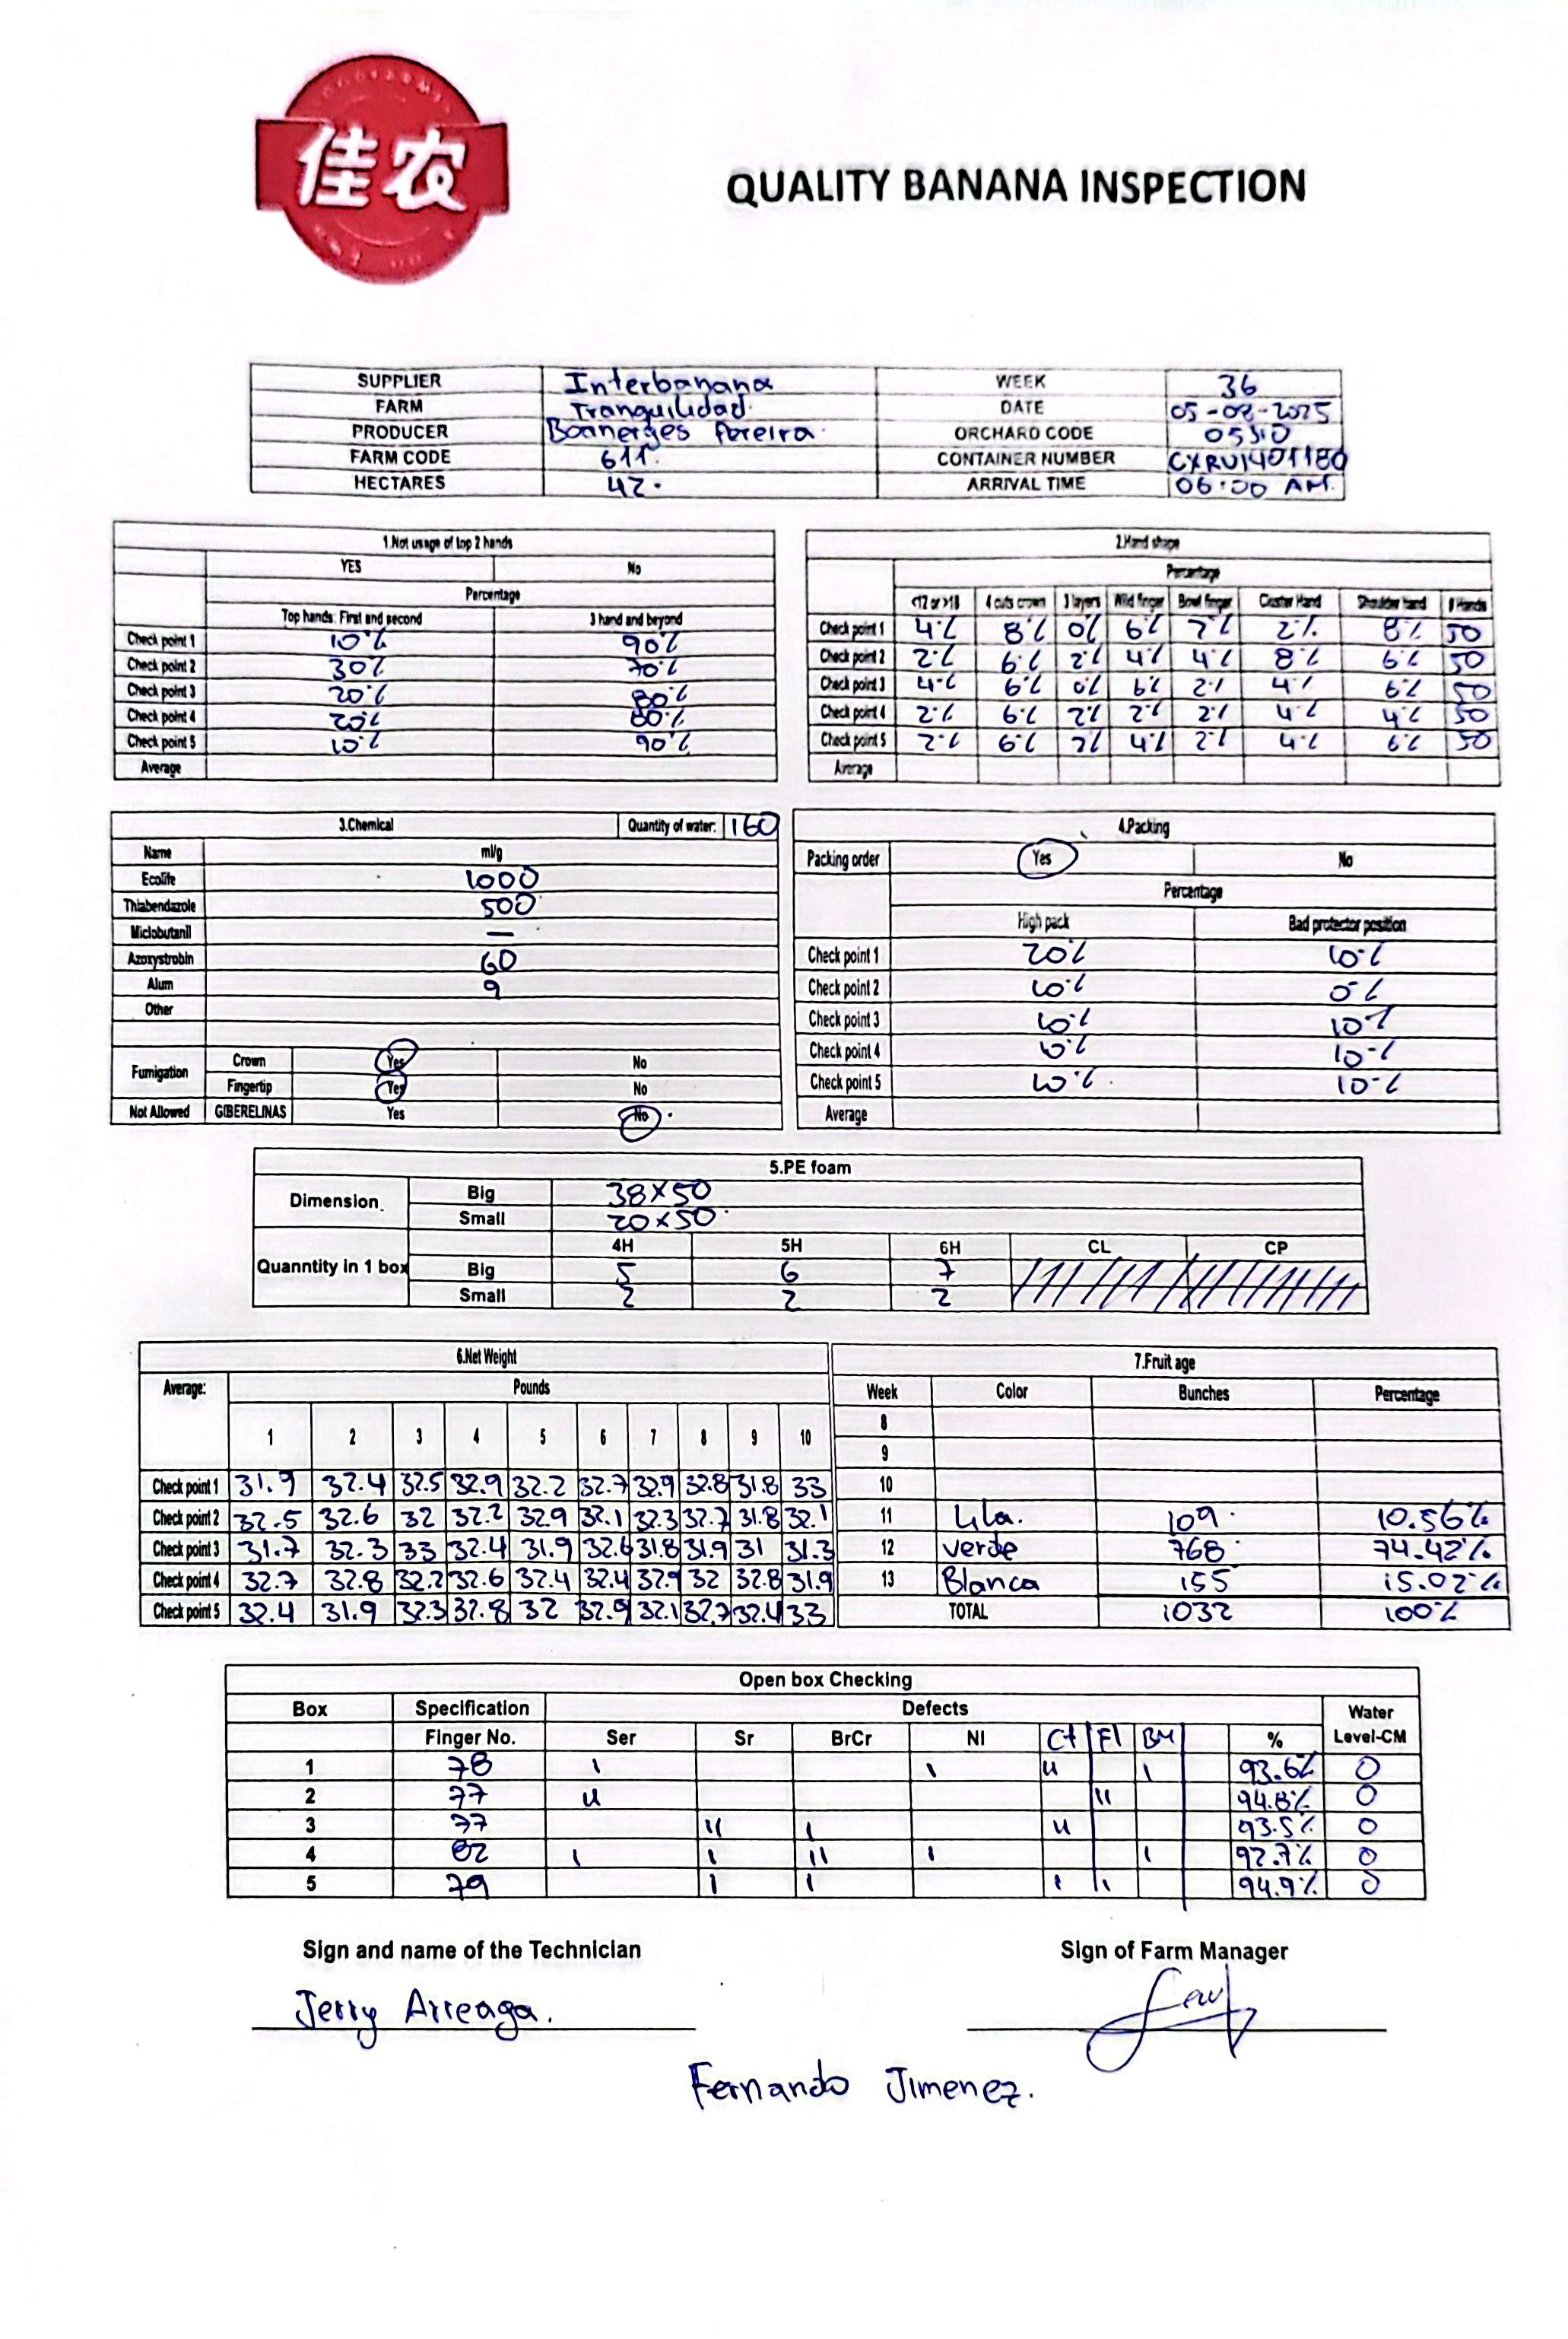 佳农
QUALITY BANANA INSPECTION
SUPPLIER Interbanana WEEK 36
FARM Tranquilidad. DATE 05-09-2025
PRODUCER Boanerges Pereira. ORCHARD CODE
FARM CODE 611. CONTAINER NUMBER CXRU1401180
HECTARES 42. ARRIVAL TIME 06:00 AM.
1.Not usage of top 2 hands
YES No
Percentage
Top hands: First and second 3 hand and beyond
Check point 1 10% 90%
Check point 2 30% 70%
Check point 3 20% 80%
Check point 4 20% 80%
Check point 5 10% 90%
Average
2.Hand shape
Percentage
<12 or >18 4 cuts crown 3 layers Wild finger Bowl finger Cluster Hand Shoulder hand # Hands
Check point 1 4% 8% 0% 6% 2% 2% 8% 50
Check point 2 2% 6% 2% 4% 4% 8% 6% 50
Check point 3 4% 6% 0% 6% 2% 4% 6% 50
Check point 4 2% 6% 2% 2% 2% 4% 4% 50
Check point 5 2% 6% 2% 4% 2% 4% 6% 50
Average
3.Chemical Quantity of water: 160
Name ml/g
Ecolife 1000
Thiabendazole 500
Miclobutanil —
Azoxystrobin 60
Alum 9
Other
Fumigation Crown Yes No
Fingertip Yes No
Not Allowed GIBERELINAS Yes No
4.Packing
Packing order Yes No
Percentage
High pack Bad protector position
Check point 1 20% 10%
Check point 2 10% 0%
Check point 3 10% 10%
Check point 4 10% 10%
Check point 5 10% 10%
Average
5.PE foam
Dimension. Big 38x50
Small 20x50
4H 5H 6H CL CP
Quanntity in 1 box Big 5 6 7
Small 2 2 2
6.Net Weight
Average: Pounds
1 2 3 4 5 6 7 8 9 10
Check point 1 31.9 32.4 32.5 32.9 32.2 32.7 32.9 32.8 31.8 33
Check point 2 32.5 32.6 32 32.2 32.9 32.1 32.3 32.7 31.8 32.1
Check point 3 31.7 32.3 33 32.4 31.9 32.6 31.8 31.9 31 31.3
Check point 4 32.7 32.8 32.2 32.6 32.4 32.4 32.9 32 32.8 31.9
Check point 5 32.4 31.9 32.3 32.8 32 32.9 32.1 32.7 32.4 33
7.Fruit age
Week Color Bunches Percentage
8
9
10
11 Lila. 109 10.56%
12 verde 768 74.42%
13 Blanca 155 15.02%
TOTAL 1032 100%
Open box Checking
Box Specification Defects Water
Finger No. Ser Sr BrCr NI Ct Fl BM % Level-CM
1 78 I I II I 93.6% 0
2 77 II II 94.8% 0
3 77 II I II 93.5% 0
4 82 I I II I I 92.7% 0
5 79 I I I I 94.9% 0
Sign and name of the Technician Sign of Farm Manager
Jerry Arreaga.
Fernando Jimenez.